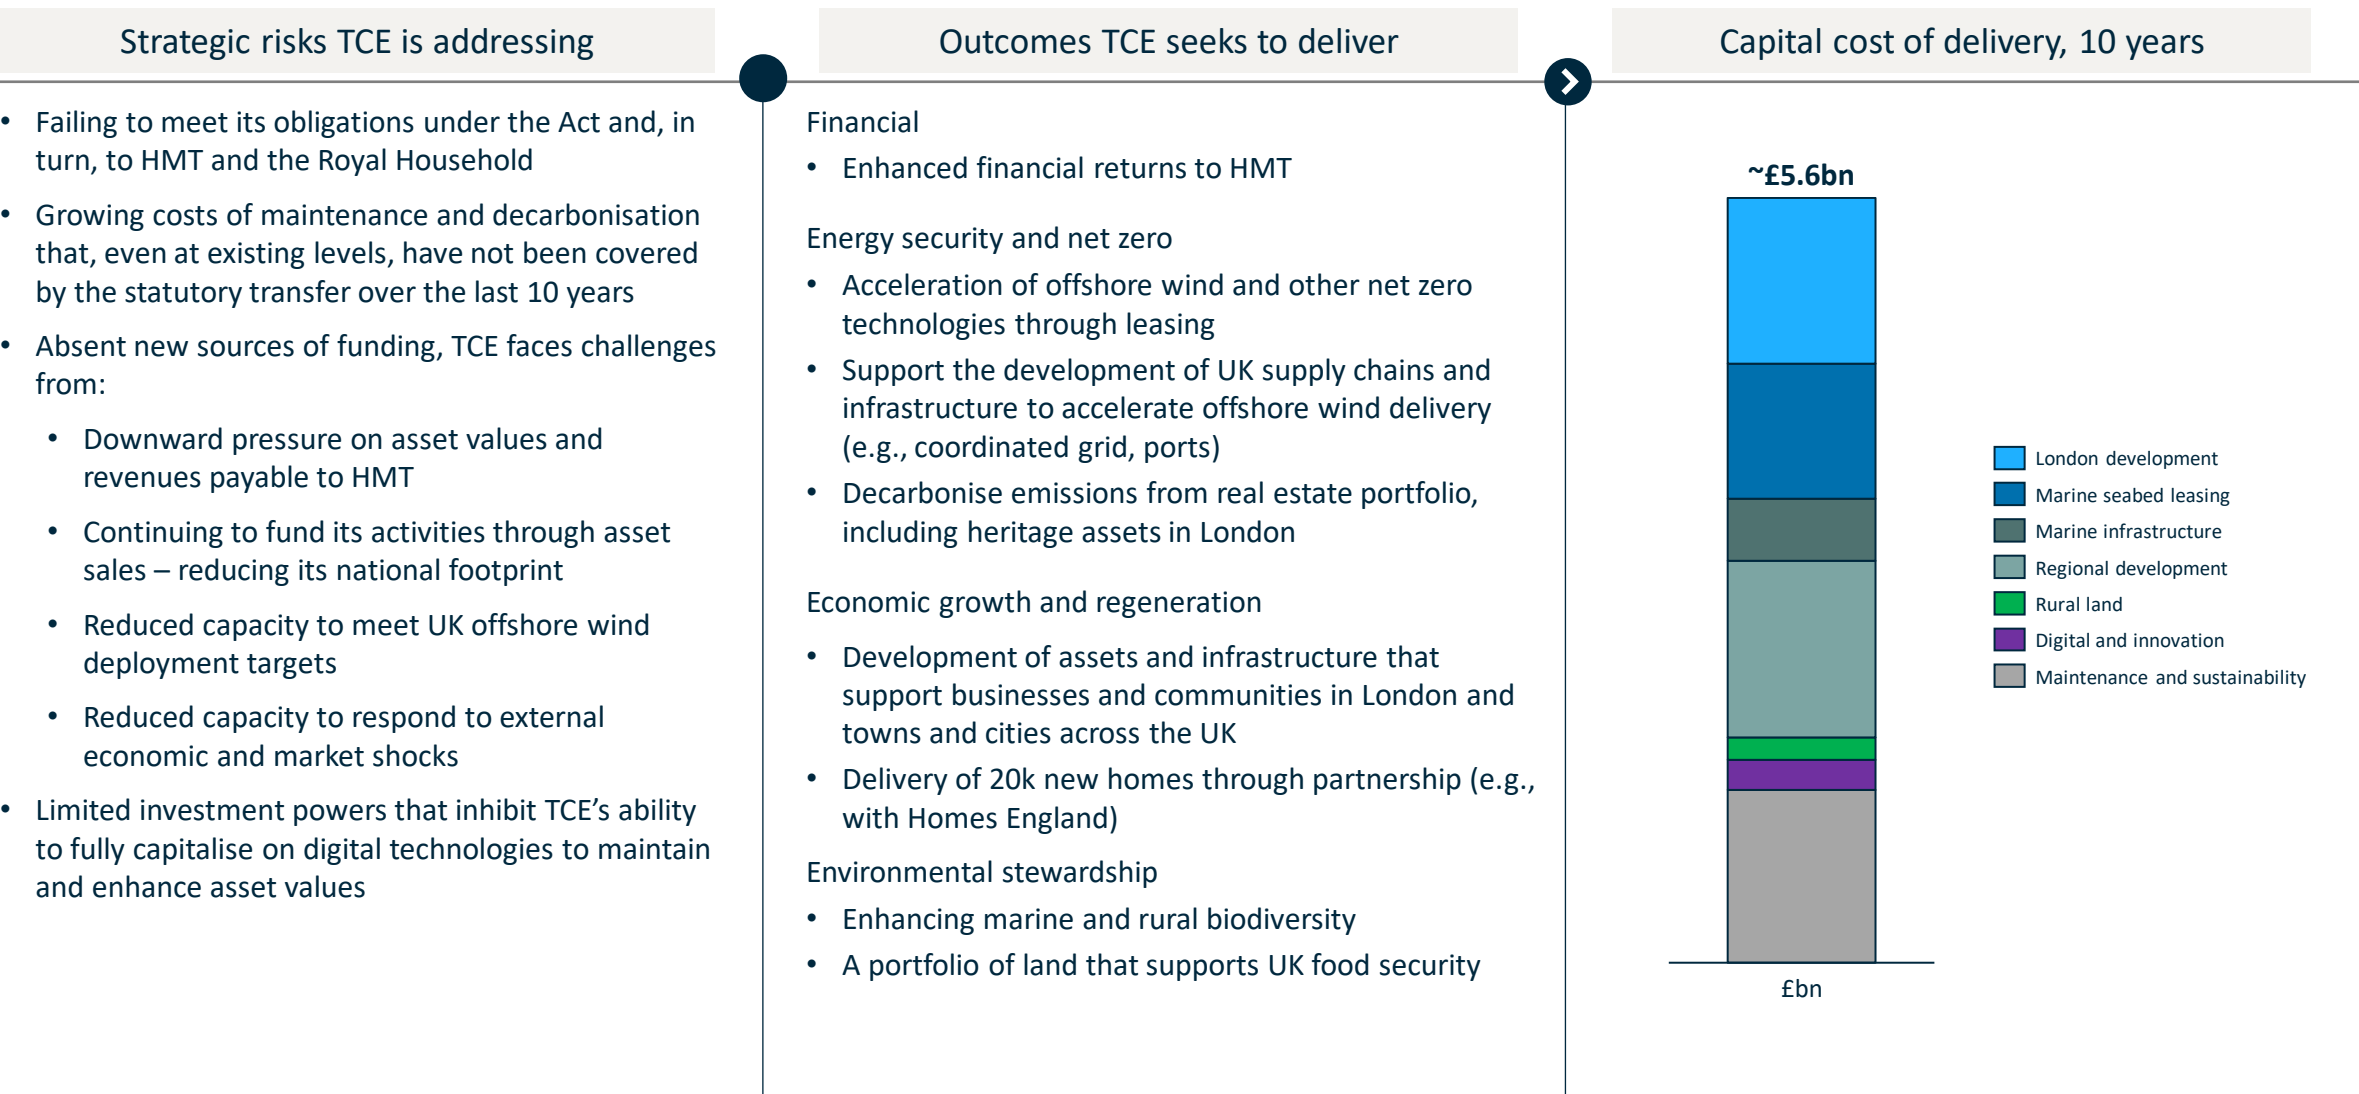 Strategic risks TCE is addressing
• Failing to meet its obligations under the Act and, in
turn, to HMT and the Royal Household
• Growing costs of maintenance and decarbonisation
that, even at existing levels, have not been covered
by the statutory transfer over the last 10 years
• Absent new sources of funding, TCE faces challenges
from:
• Downward pressure on asset values and
revenues payable to HMT
• Continuing to fund its activities through asset
sales – reducing its national footprint
• Reduced capacity to meet UK offshore wind
deployment targets
• Reduced capacity to respond to external
economic and market shocks
• Limited investment powers that inhibit TCE’s ability
to fully capitalise on digital technologies to maintain
and enhance asset values
Outcomes TCE seeks to deliver
Financial
• Enhanced financial returns to HMT
Energy security and net zero
• Acceleration of offshore wind and other net zero
technologies through leasing
• Support the development of UK supply chains and
infrastructure to accelerate offshore wind delivery
(e.g., coordinated grid, ports)
• Decarbonise emissions from real estate portfolio,
including heritage assets in London
Economic growth and regeneration
• Development of assets and infrastructure that
support businesses and communities in London and
towns and cities across the UK
• Delivery of 20k new homes through partnership (e.g.,
with Homes England)
Environmental stewardship
• Enhancing marine and rural biodiversity
• A portfolio of land that supports UK food security
Capital cost of delivery, 10 years
~£5.6bn
£bn
London development
Marine seabed leasing
Marine infrastructure
Regional development
Rural land
Digital and innovation
Maintenance and sustainability